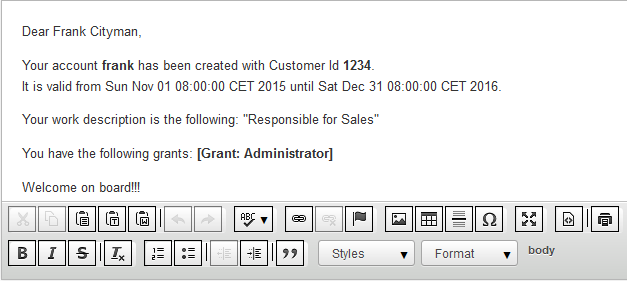 Dear Frank Cityman,
Your account frank has been created with Customer Id 1234.
It is valid from Sun Nov 01 08:00:00 CET 2015 until Sat Dec 31 08:00:00 CET 2016.
Your work description is the following: "Responsible for Sales"
You have the following grants: [Grant: Administrator]
Welcome on board!!!
ABC
Ω
B I S Tx Styles Format body